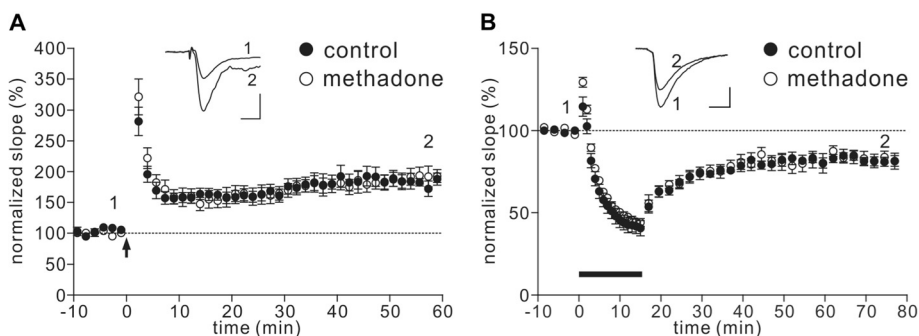 A
normalized slope (%)
400
350
300
250
200
150
100
50
0
1
2
control
methadone
1
2
-10 0 10 20 30 40 50 60
time (min)
B
normalized slope (%)
150
100
50
0
2
1
control
methadone
1
2
-10 0 10 20 30 40 50 60 70 80
time (min)